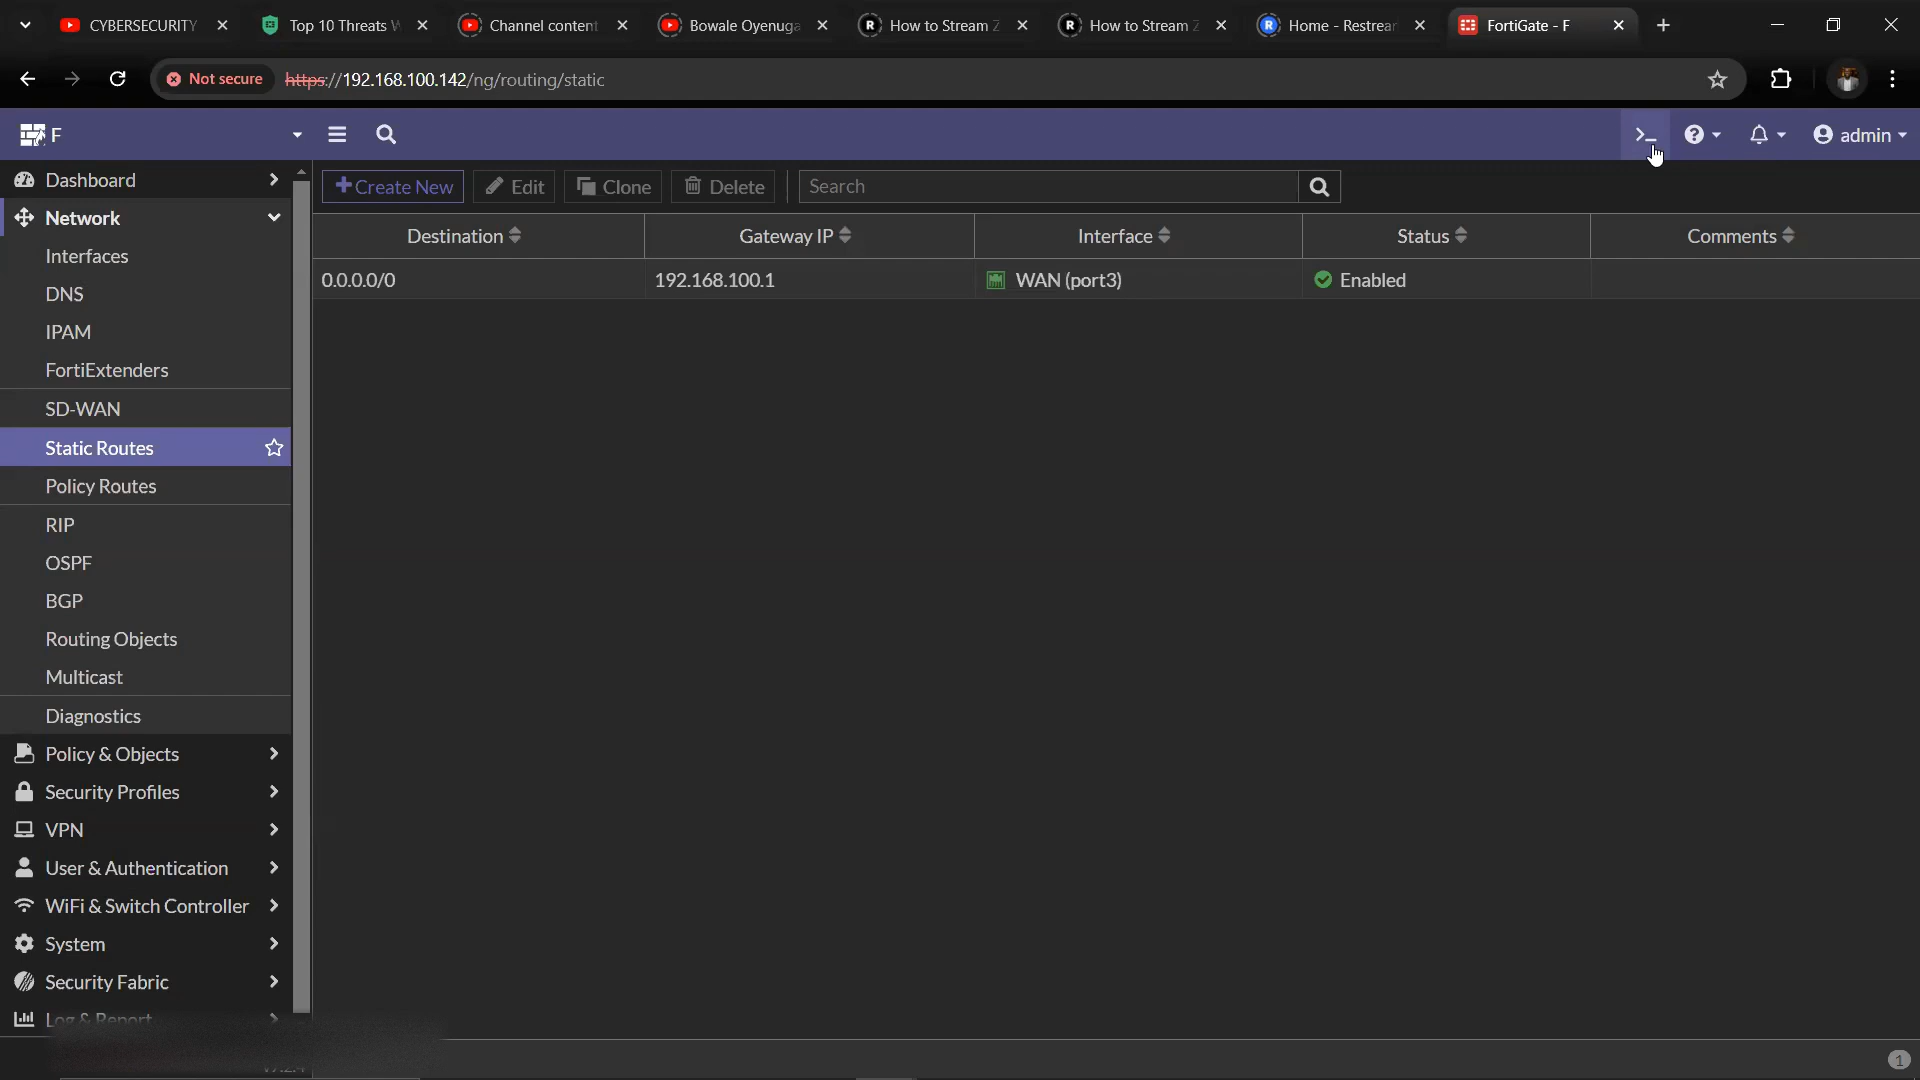 CYBERSECURITY
Top 10 Threats
Channel content
Bowale Oyenuga
How to Stream Z
How to Stream Z
Home - Restream
FortiGate - F
Not secure
https://192.168.100.142/ng/routing/static
F
>_
admin
Dashboard
Network
Interfaces
DNS
IPAM
FortiExtenders
SD-WAN
Static Routes
Policy Routes
RIP
OSPF
BGP
Routing Objects
Multicast
Diagnostics
Policy & Objects
Security Profiles
VPN
User & Authentication
WiFi & Switch Controller
System
Security Fabric
Log & Report
+Create New Edit Clone Delete Search
Destination Gateway IP Interface Status Comments
0.0.0.0/0 192.168.100.1 WAN (port3) Enabled
1